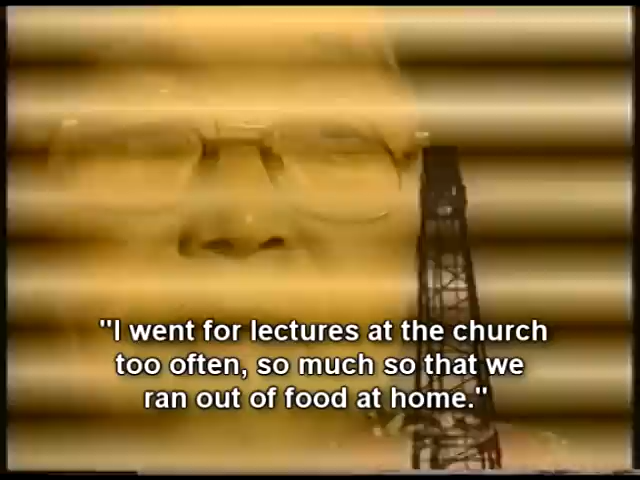 "I went for lectures at the church
too often, so much so that we
ran out of food at home."